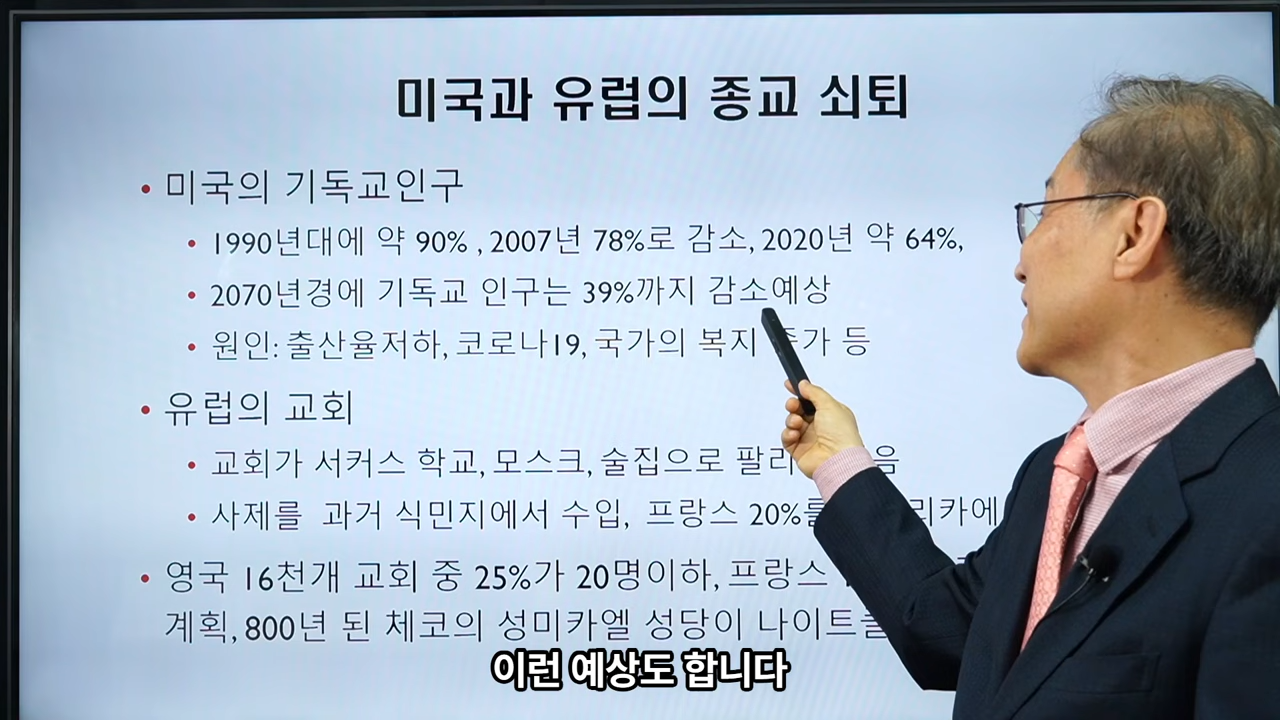 미국과 유럽의 종교 쇠퇴
• 미국의 기독교인구
• 1990년대에 약 90% , 2007년 78%로 감소, 2020년 약 64%,
• 2070년경에 기독교 인구는 39%까지 감소예상
• 원인: 출산율저하, 코로나19, 국가의 복지 등
• 유럽의 교회
• 교회가 서커스 학교, 모스크, 술집으로
• 사제를 과거 식민지에서 수입, 프랑스 20%를
• 영국 16천개 교회 중 25%가 20명이하, 프랑스
계획, 800년 된 체코의 성미카엘 성당이
이런 예상도 합니다